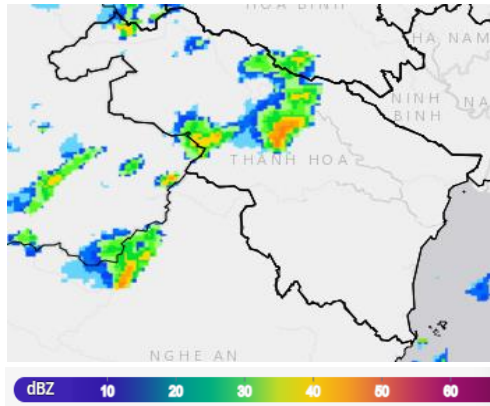 HOA BINH
HA NAM
NINH
BINH
NA
THANH HOA
NGHE AN
dBZ 10 20 30 40 50 60